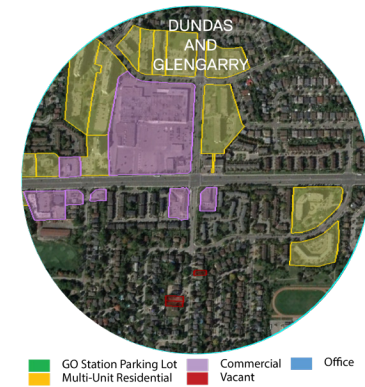 DUNDAS
AND
GLENGARRY
GO Station Parking Lot
Commercial
Office
Multi-Unit Residential
Vacant